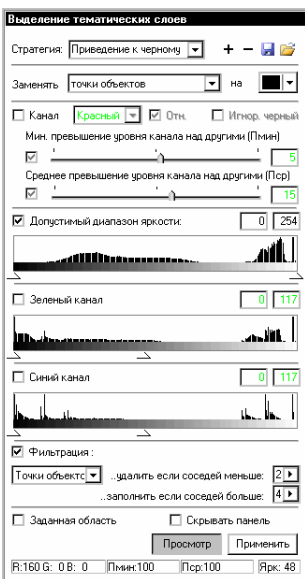 Выделение тематических слоев
Стратегия: Приведение к черному + -
Заменять точки объектов на
Канал Красный Отн. Игнор. черный
Мин. превышение уровня канала над другими (Пмин)
5
Среднее превышение уровня канала над другими (Пср)
15
Допустимый диапазон яркости: 0 254
Зеленый канал 0 117
Синий канал 0 117
Фильтрация :
Точки объектс ..удалить если соседей меньше: 2
..заполнить если соседей больше: 4
Заданная область Скрывать панель
Просмотр Применить
R:160 G: 0 B: 0 Пмин:100 Пср:100 Ярк: 48